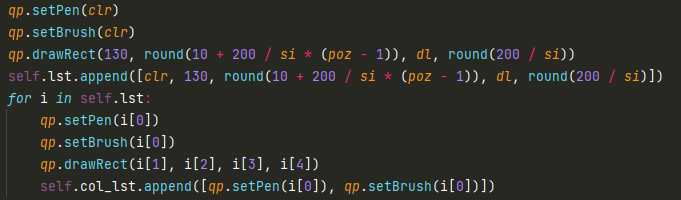 qp.setPen(clr)
qp.setBrush(clr)
qp.drawRect(130, round(10 + 200 / si * (poz - 1)), dl, round(200 / si))
self.lst.append([clr, 130, round(10 + 200 / si * (poz - 1)), dl, round(200 / si)])
for i in self.lst:
    qp.setPen(i[0])
    qp.setBrush(i[0])
    qp.drawRect(i[1], i[2], i[3], i[4])
    self.col_lst.append([qp.setPen(i[0]), qp.setBrush(i[0])])